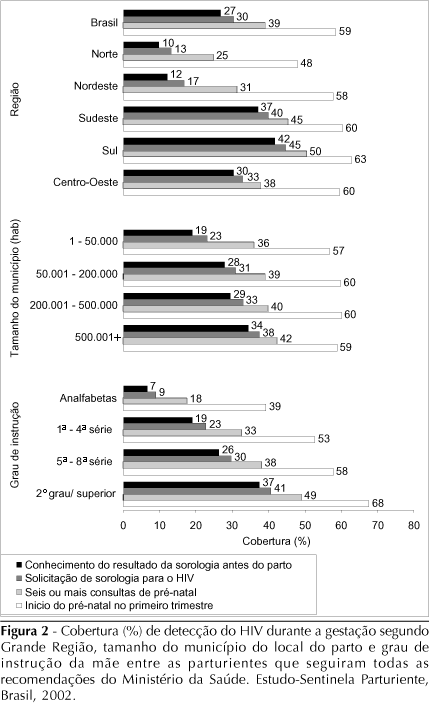 Brasil
27
30
39
59
Norte
10
13
25
48
Nordeste
12
17
31
58
Sudeste
37
40
45
60
Sul
42
45
50
63
Centro-Oeste
30
33
38
60
Região
1 - 50.000
19
23
36
57
50.001 - 200.000
28
31
39
60
200.001 - 500.000
29
33
40
60
500.001+
34
38
42
59
Tamanho do município (hab)
Analfabetas
7
9
18
39
1ª - 4ª série
19
23
33
53
5ª - 8ª série
26
30
38
58
2º grau/ superior
37
41
49
68
Grau de instrução
0 10 20 30 40 50 60 70 80
Cobertura (%)
Conhecimento do resultado da sorologia antes do parto
Solicitação de sorologia para o HIV
Seis ou mais consultas de pré-natal
Inicio do pré-natal no primeiro trimestre
Figura 2 - Cobertura (%) de detecção do HIV durante a gestação segundo
Grande Região, tamanho do município do local do parto e grau de
instrução da mãe entre as parturientes que seguiram todas as
recomendações do Ministério da Saúde. Estudo-Sentinela Parturiente,
Brasil, 2002.